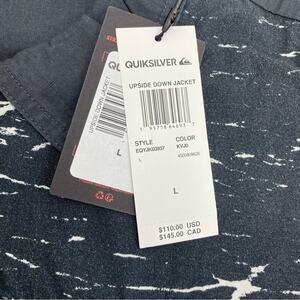 QUIKSILVER
UPSIDE DOWN JACKET
STYLE COLOR
EQYJK03937 KVJ0
L
L
$110.00 USD
$145.00 CAD
UPSIDE DOWN JACKET
L